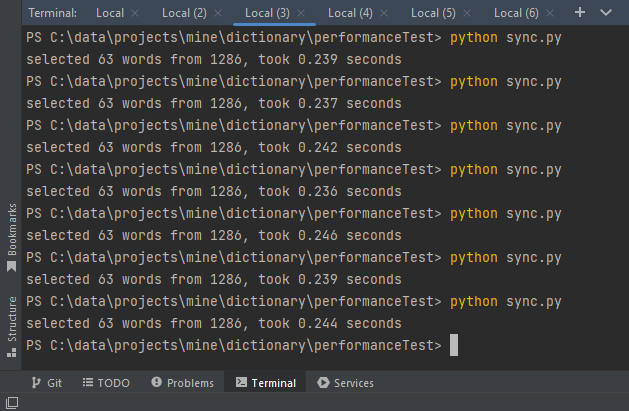 Terminal: Local Local (2) Local (3) Local (4) Local (5) Local (6)
PS C:\data\projects\mine\dictionary\performanceTest> python sync.py
selected 63 words from 1286, took 0.239 seconds
PS C:\data\projects\mine\dictionary\performanceTest> python sync.py
selected 63 words from 1286, took 0.237 seconds
PS C:\data\projects\mine\dictionary\performanceTest> python sync.py
selected 63 words from 1286, took 0.242 seconds
PS C:\data\projects\mine\dictionary\performanceTest> python sync.py
selected 63 words from 1286, took 0.236 seconds
PS C:\data\projects\mine\dictionary\performanceTest> python sync.py
selected 63 words from 1286, took 0.246 seconds
PS C:\data\projects\mine\dictionary\performanceTest> python sync.py
selected 63 words from 1286, took 0.239 seconds
PS C:\data\projects\mine\dictionary\performanceTest> python sync.py
selected 63 words from 1286, took 0.244 seconds
PS C:\data\projects\mine\dictionary\performanceTest>
Bookmarks
Structure
Git TODO Problems Terminal Services